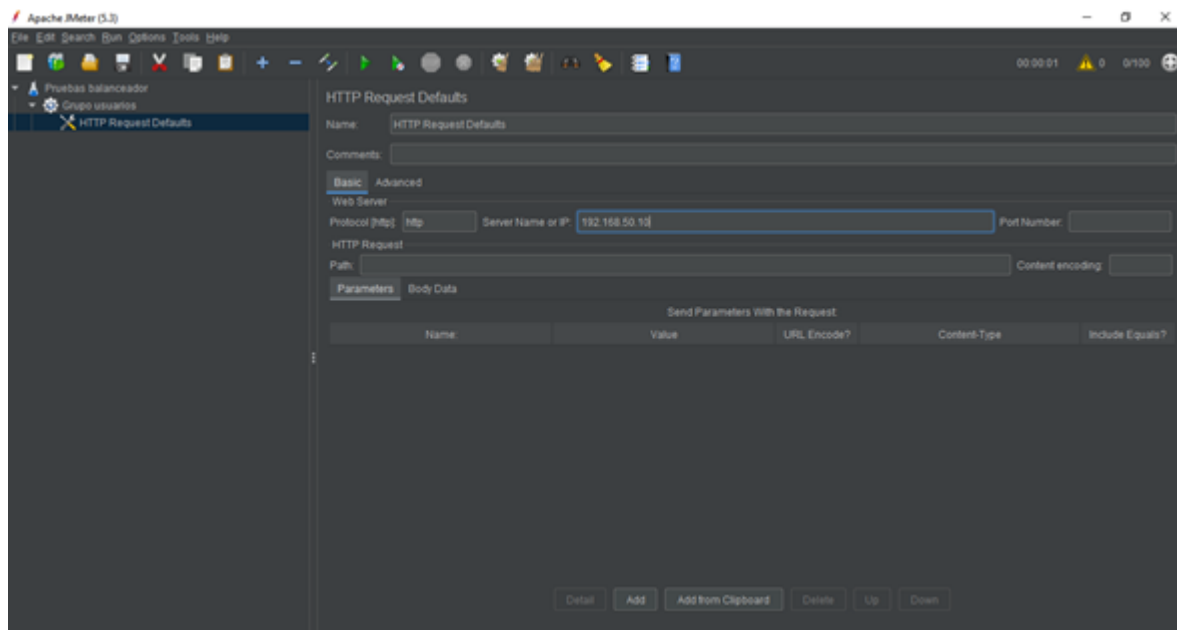 Apache JMeter (5.3)
File Edit Search Run Options Tools Help
00:00:01 0 0/100
Pruebas balanceador
Grupo usuarios
HTTP Request Defaults
HTTP Request Defaults
Name: HTTP Request Defaults
Comments:
Basic Advanced
Web Server
Protocol [http]: http Server Name or IP: 192.168.50.10 Port Number:
HTTP Request
Path: Content encoding:
Parameters Body Data
Send Parameters With the Request:
Name: Value URL Encode? Content-Type Include Equals?
Detail Add Add from Clipboard Delete Up Down